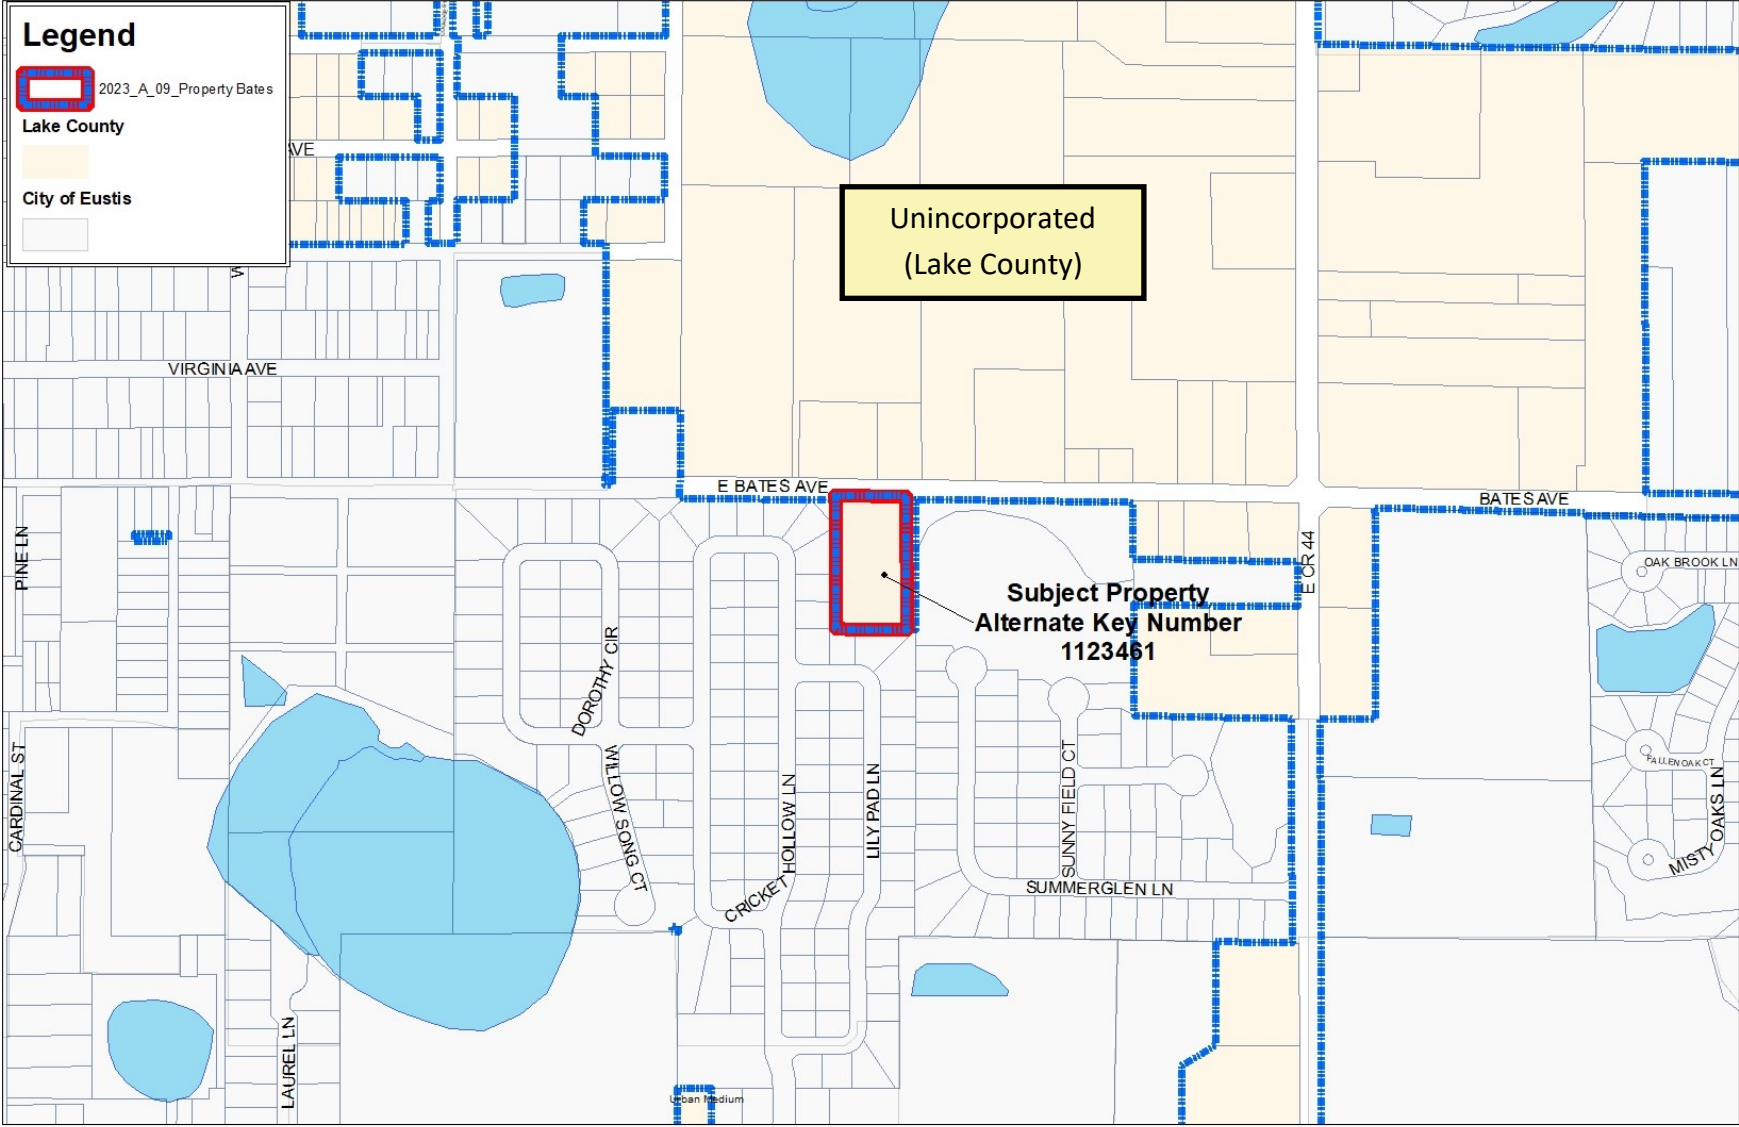 Legend
2023_A_09_Property Bates
Lake County
City of Eustis
AVE
W
VIRGINIA AVE
Unincorporated
(Lake County)
E BATES AVE
BATES AVE
PINE LN
E CR 44
OAK BROOK LN
Subject Property
Alternate Key Number
1123461
DOROTHY CIR
WILLOW SONG CT
CARDINAL ST
HOLLOW LN
CRICKET
LILY PAD LN
SUNNY FIELD CT
FALLEN OAK CT
MISTY OAKS LN
SUMMERGLEN LN
LAUREL LN
Urban Medium